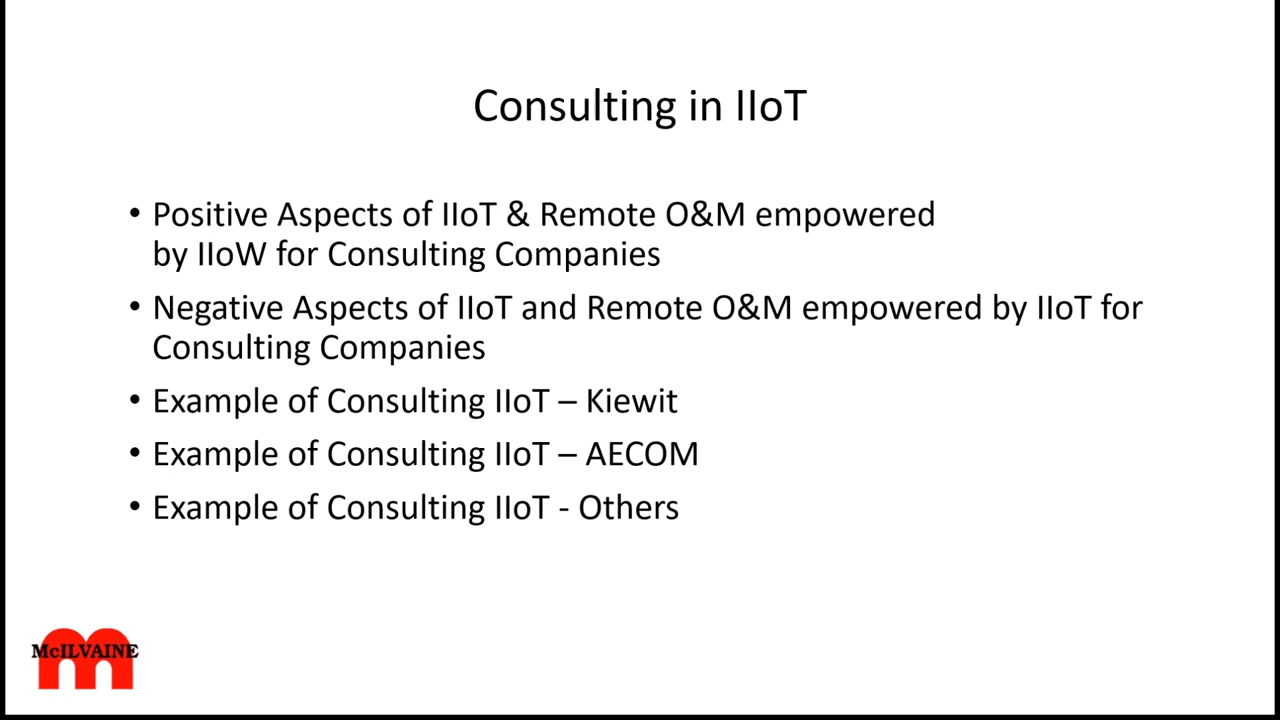 Consulting in IIoT
• Positive Aspects of IIoT & Remote O&M empowered
by IIoW for Consulting Companies
• Negative Aspects of IIoT and Remote O&M empowered by IIoT for
Consulting Companies
• Example of Consulting IIoT – Kiewit
• Example of Consulting IIoT – AECOM
• Example of Consulting IIoT - Others
McILVAINE